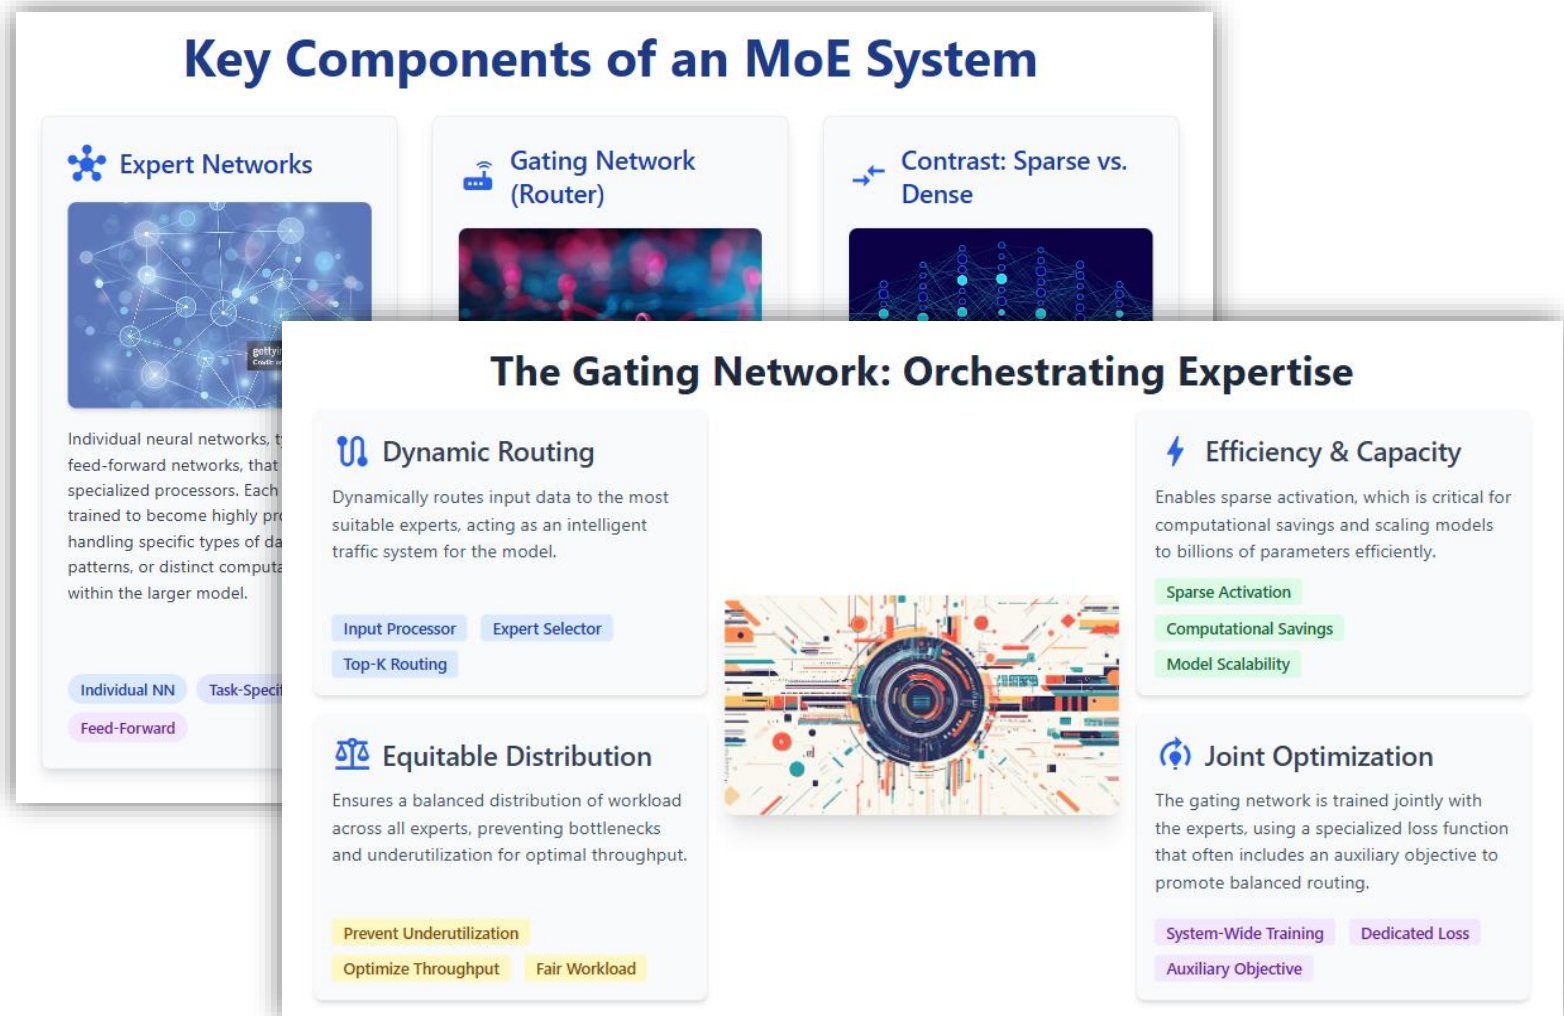 Key Components of an MoE System
Expert Networks
Individual neural networks,
feed-forward networks, that
specialized processors. Each
trained to become highly
handling specific types of
patterns, or distinct
within the larger model.
Individual NN
Feed-Forward
Gating Network
(Router)
Contrast: Sparse vs.
Dense
The Gating Network: Orchestrating Expertise
Dynamic Routing
Dynamically routes input data to the most
suitable experts, acting as an intelligent
traffic system for the model.
Input Processor Expert Selector
Top-K Routing
Efficiency & Capacity
Enables sparse activation, which is critical for
computational savings and scaling models
to billions of parameters efficiently.
Sparse Activation
Computational Savings
Model Scalability
Equitable Distribution
Ensures a balanced distribution of workload
across all experts, preventing bottlenecks
and underutilization for optimal throughput.
Prevent Underutilization
Optimize Throughput Fair Workload
Joint Optimization
The gating network is trained jointly with
the experts, using a specialized loss function
that often includes an auxiliary objective to
promote balanced routing.
System-Wide Training Dedicated Loss
Auxiliary Objective